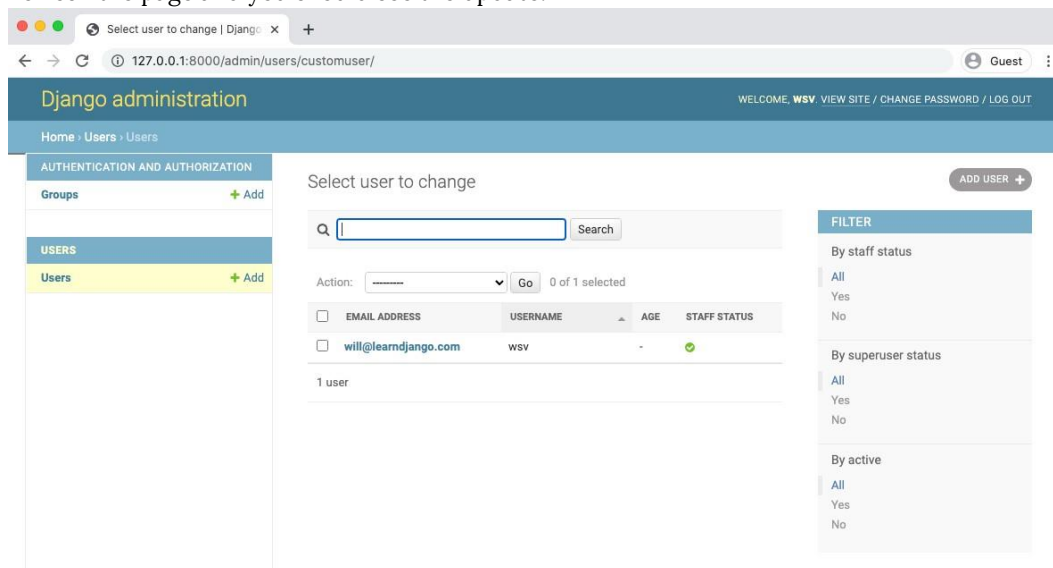 Select user to change | Django
127.0.0.1:8000/admin/users/customuser/
Guest
Django administration
WELCOME, WSV. VIEW SITE / CHANGE PASSWORD / LOG OUT
Home › Users › Users
AUTHENTICATION AND AUTHORIZATION
Groups + Add
USERS
Users + Add
Select user to change
ADD USER +
Search
Action: --------- Go 0 of 1 selected
EMAIL ADDRESS USERNAME AGE STAFF STATUS
will@learndjango.com wsv -
1 user
FILTER
By staff status
All
Yes
No
By superuser status
All
Yes
No
By active
All
Yes
No